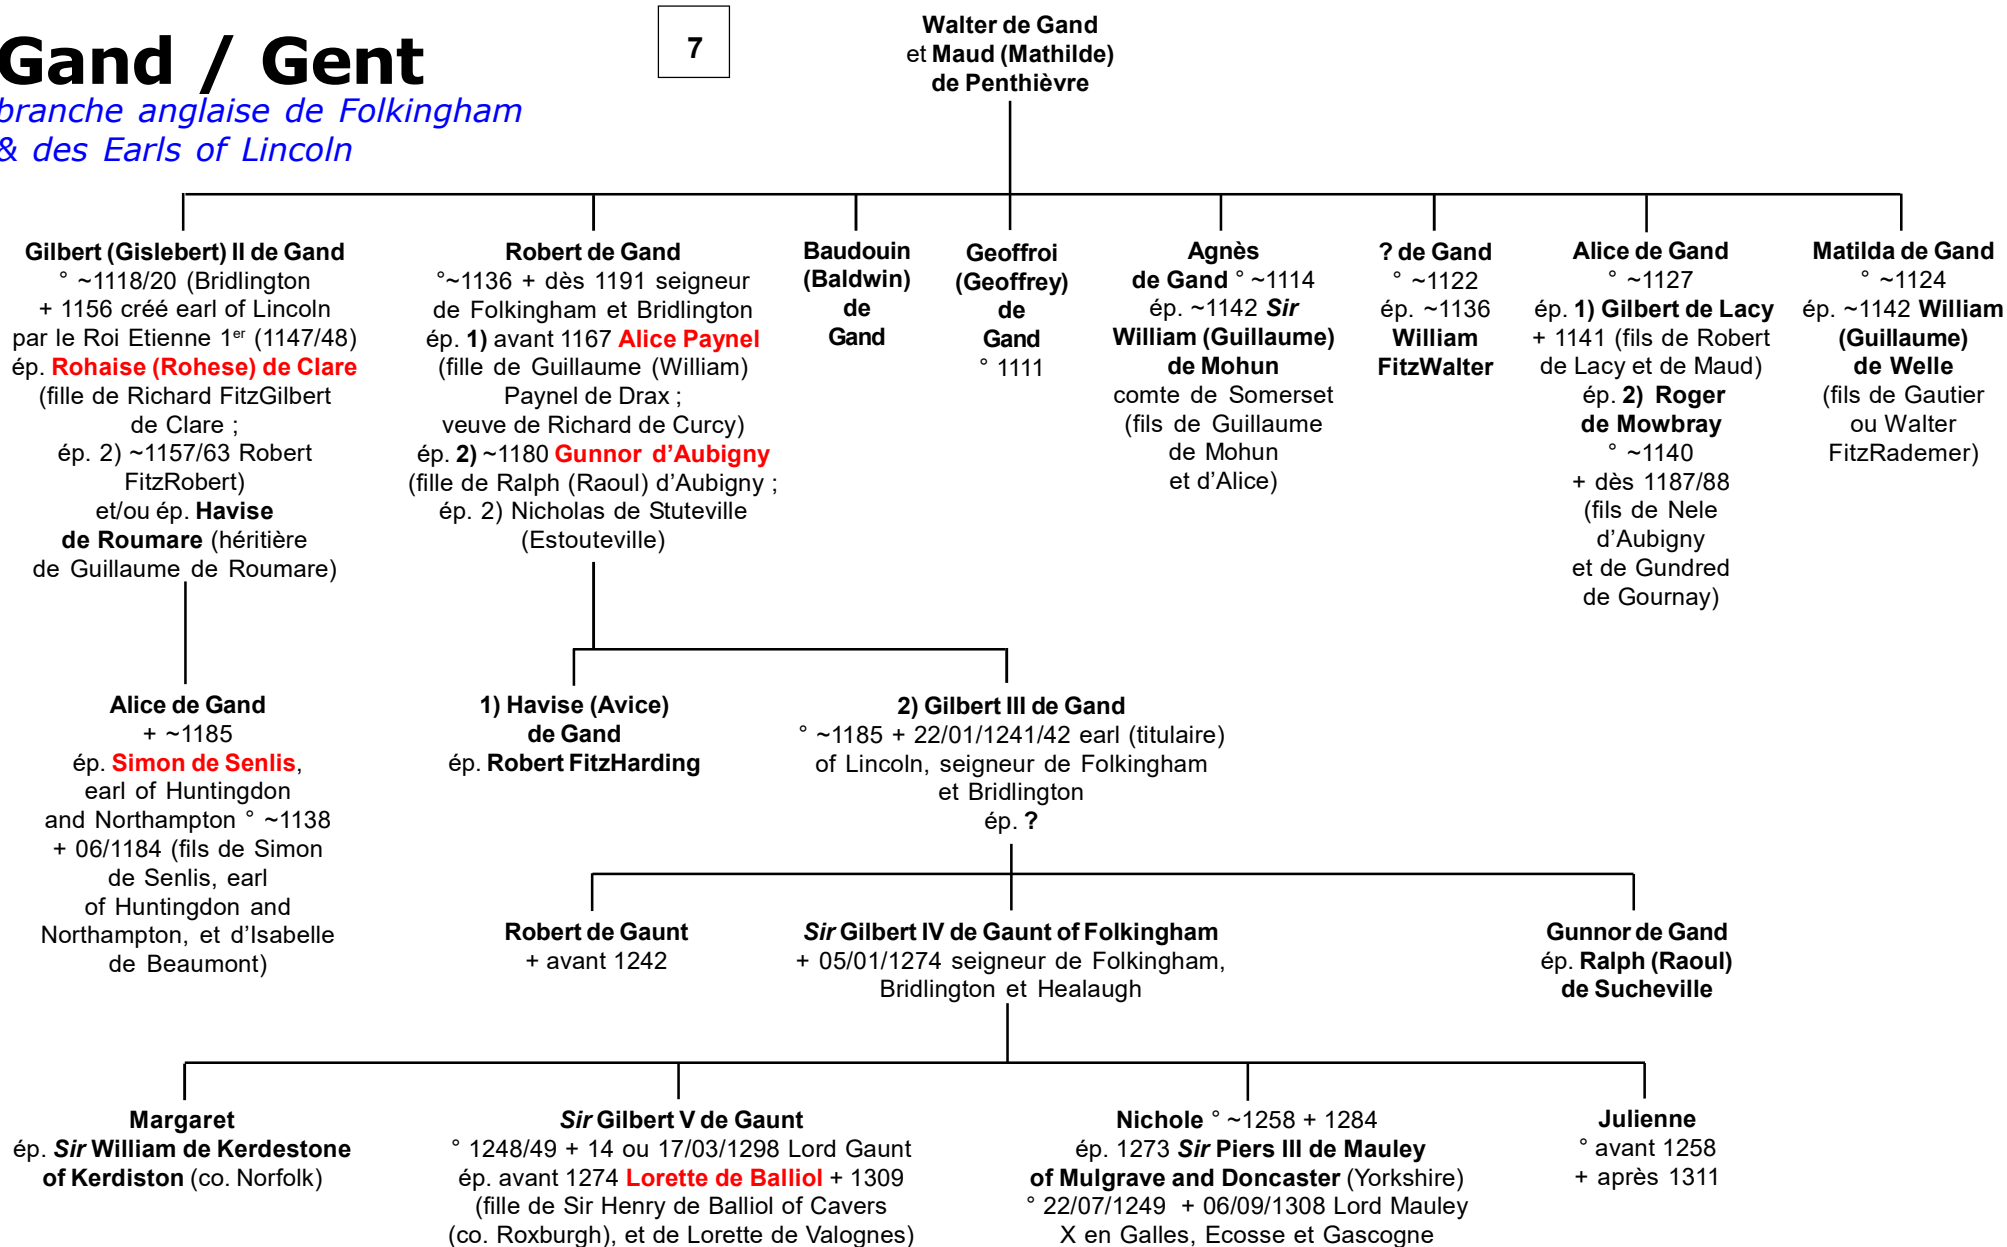 Gand / Gent
branche anglaise de Folkingham
& des Earls of Lincoln
7
Walter de Gand
et Maud (Mathilde)
de Penthièvre
Gilbert (Gislebert) II de Gand
° ~1118/20 (Bridlington
+ 1156 créé earl of Lincoln
par le Roi Etienne 1er (1147/48)
ép. Rohaise (Rohese) de Clare
(fille de Richard FitzGilbert
de Clare ;
ép. 2) ~1157/63 Robert
FitzRobert)
et/ou ép. Havise
de Roumare (héritière
de Guillaume de Roumare)
Robert de Gand
°~1136 + dès 1191 seigneur
de Folkingham et Bridlington
ép. 1) avant 1167 Alice Paynel
(fille de Guillaume (William)
Paynel de Drax ;
veuve de Richard de Curcy)
ép. 2) ~1180 Gunnor d'Aubigny
(fille de Ralph (Raoul) d'Aubigny ;
ép. 2) Nicholas de Stuteville
(Estouteville)
Baudouin
(Baldwin)
de
Gand
Geoffroi
(Geoffrey)
de
Gand
° 1111
Agnès
de Gand ° ~1114
ép. ~1142 Sir
William (Guillaume)
de Mohun
comte de Somerset
(fils de Guillaume
de Mohun
et d'Alice)
? de Gand
° ~1122
ép. ~1136
William
FitzWalter
Alice de Gand
° ~1127
ép. 1) Gilbert de Lacy
+ 1141 (fils de Robert
de Lacy et de Maud)
ép. 2) Roger
de Mowbray
° ~1140
+ dès 1187/88
(fils de Nele
d'Aubigny
et de Gundred
de Gournay)
Matilda de Gand
° ~1124
ép. ~1142 William
(Guillaume)
de Welle
(fils de Gautier
ou Walter
FitzRademer)
Alice de Gand
+ ~1185
ép. Simon de Senlis,
earl of Huntingdon
and Northampton ° ~1138
+ 06/1184 (fils de Simon
de Senlis, earl
of Huntingdon and
Northampton, et d'Isabelle
de Beaumont)
1) Havise (Avice)
de Gand
ép. Robert FitzHarding
2) Gilbert III de Gand
° ~1185 + 22/01/1241/42 earl (titulaire)
of Lincoln, seigneur de Folkingham
et Bridlington
ép. ?
Robert de Gaunt
+ avant 1242
Sir Gilbert IV de Gaunt of Folkingham
+ 05/01/1274 seigneur de Folkingham,
Bridlington et Healaugh
Gunnor de Gand
ép. Ralph (Raoul)
de Sucheville
Margaret
ép. Sir William de Kerdestone
of Kerdiston (co. Norfolk)
Sir Gilbert V de Gaunt
° 1248/49 + 14 ou 17/03/1298 Lord Gaunt
ép. avant 1274 Lorette de Balliol + 1309
(fille de Sir Henry de Balliol of Cavers
(co. Roxburgh), et de Lorette de Valognes)
Nichole ° ~1258 + 1284
ép. 1273 Sir Piers III de Mauley
of Mulgrave and Doncaster (Yorkshire)
° 22/07/1249 + 06/09/1308 Lord Mauley
X en Galles, Ecosse et Gascogne
Julienne
° avant 1258
+ après 1311